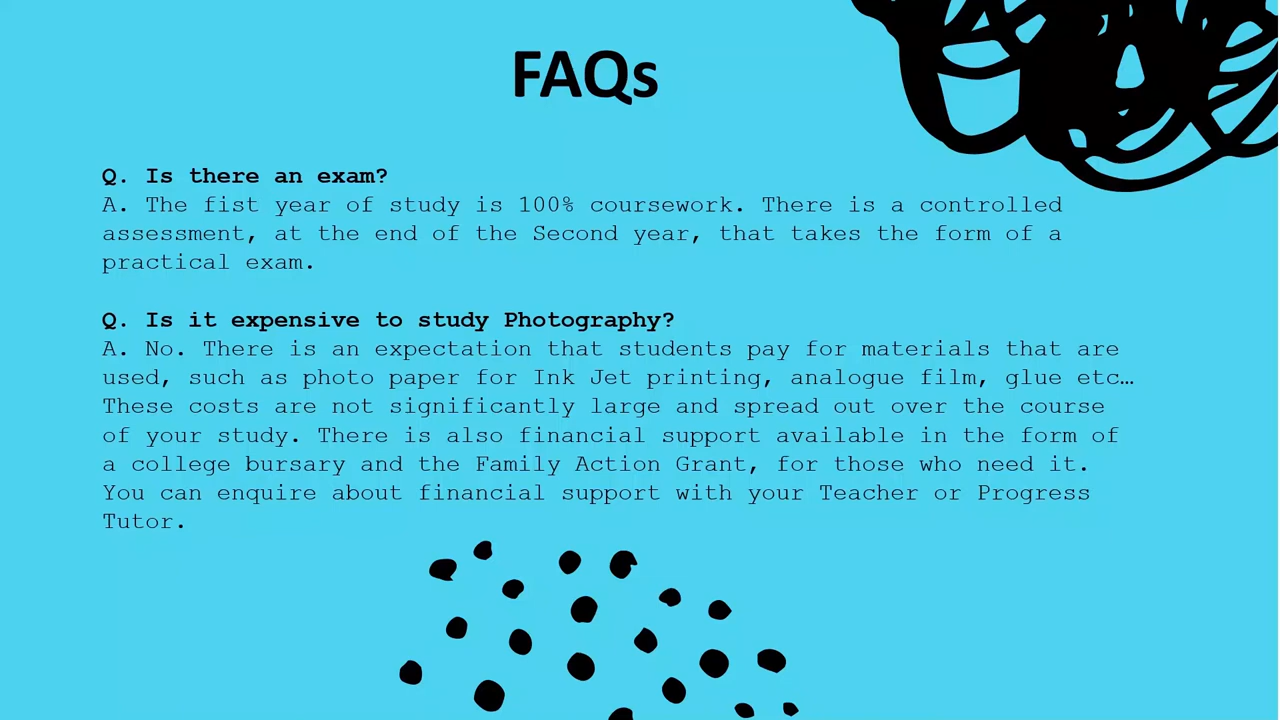 FAQs
Q. Is there an exam?
A. The fist year of study is 100% coursework. There is a controlled
assessment, at the end of the Second year, that takes the form of a
practical exam.
Q. Is it expensive to study Photography?
A. No. There is an expectation that students pay for materials that are
used, such as photo paper for Ink Jet printing, analogue film, glue etc…
These costs are not significantly large and spread out over the course
of your study. There is also financial support available in the form of
a college bursary and the Family Action Grant, for those who need it.
You can enquire about financial support with your Teacher or Progress
Tutor.